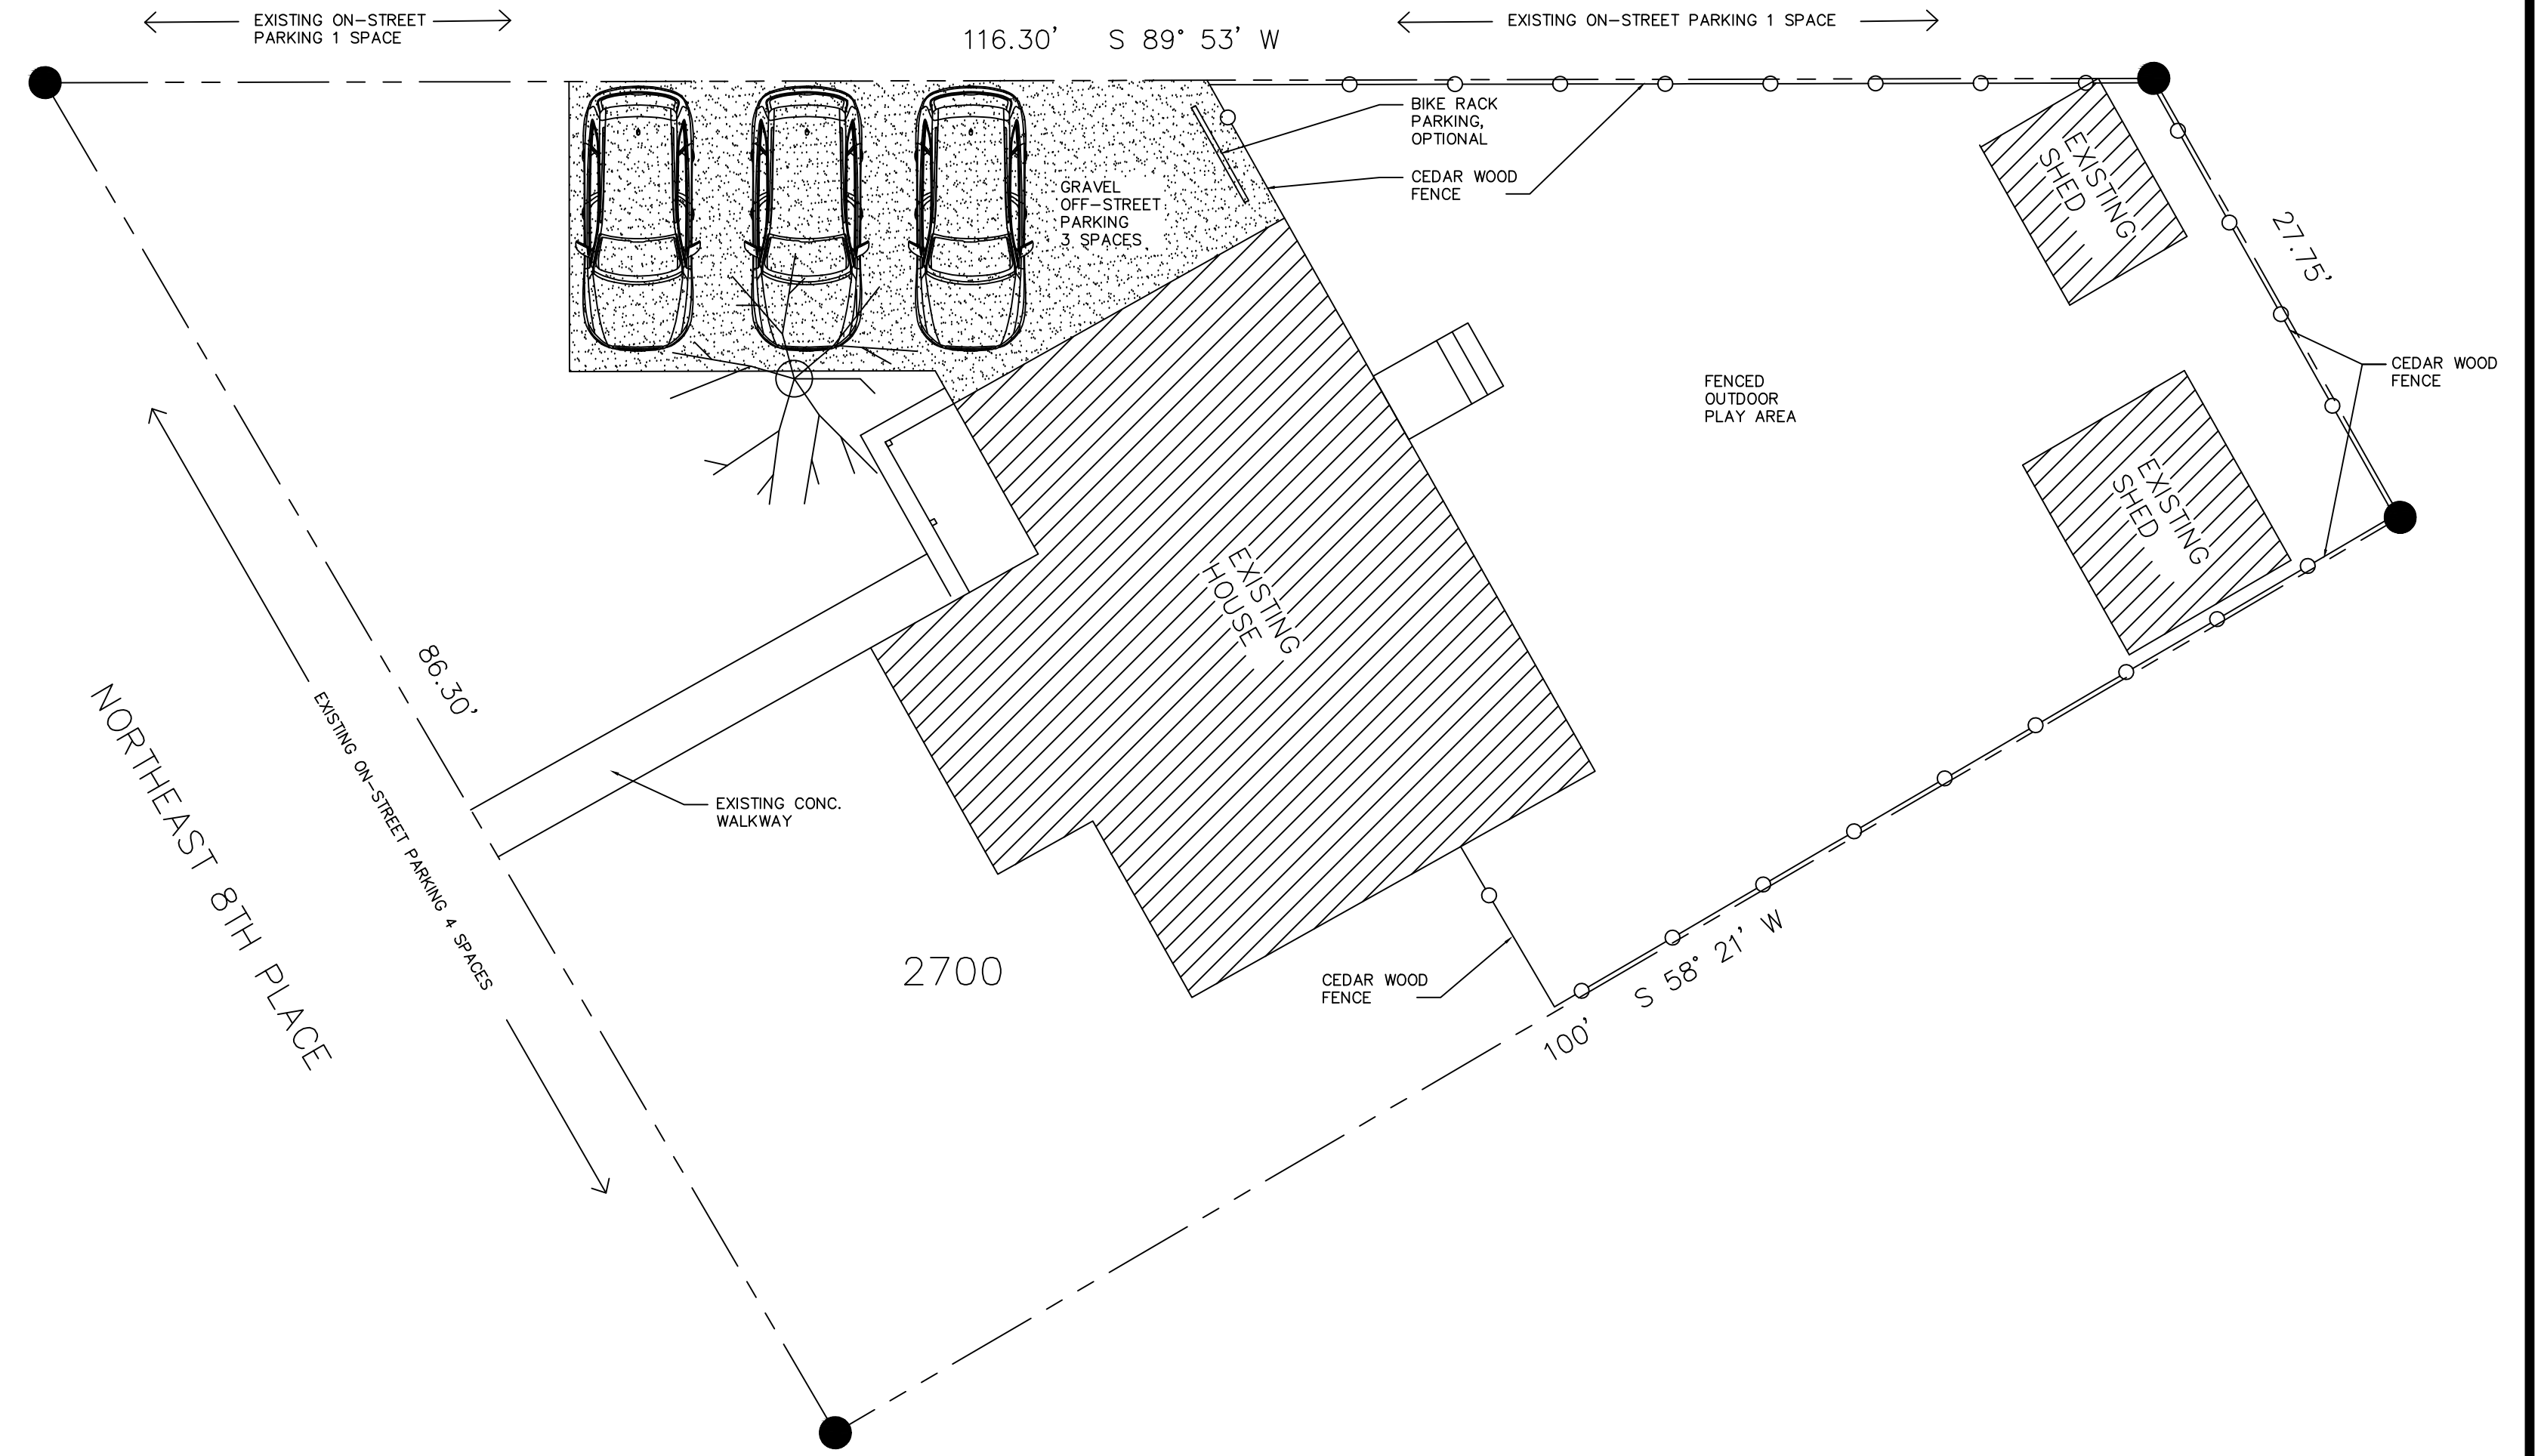 EXISTING ON-STREET
PARKING 1 SPACE
116.30' S 89° 53' W
EXISTING ON-STREET PARKING 1 SPACE
BIKE RACK
PARKING,
OPTIONAL
CEDAR WOOD
FENCE
GRAVEL
OFF-STREET
PARKING
3 SPACES
EXISTING
SHED
27.75'
CEDAR WOOD
FENCE
FENCED
OUTDOOR
PLAY AREA
EXISTING
SHED
EXISTING
HOUSE
86.30'
NORTHEAST 8TH PLACE
EXISTING ON-STREET PARKING 4 SPACES
EXISTING CONC.
WALKWAY
2700
CEDAR WOOD
FENCE
100' S 58° 21' W